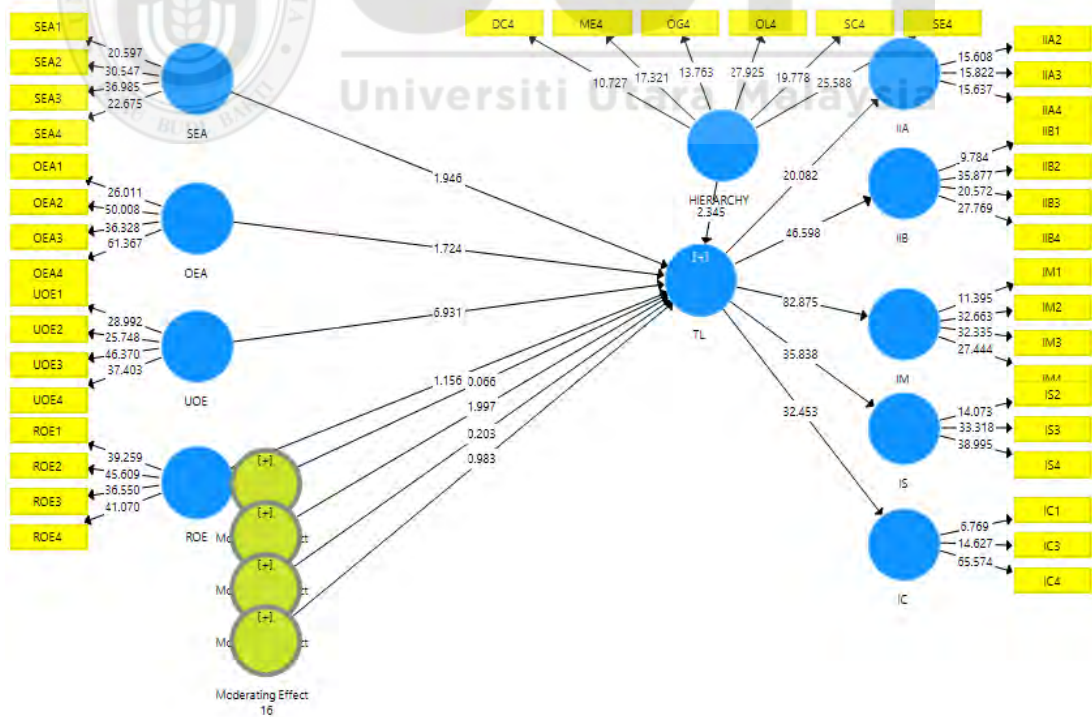 SEA1
SEA2
SEA3
SEA4
20.597
30.547
36.985
22.675
SEA
OEA1
OEA2
OEA3
OEA4
26.011
50.008
36.328
61.367
OEA
UOE1
UOE2
UOE3
UOE4
28.992
25.748
46.370
37.403
UOE
ROE1
ROE2
ROE3
ROE4
39.259
45.609
36.550
41.070
ROE
[+]
[+]
[+]
[+]
Moderating Effect
16
1.946
1.724
6.931
1.156
0.066
1.997
0.203
0.983
DC4
ME4
OG4
OL4
SC4
SE4
10.727
17.321
13.763
27.925
19.778
25.588
Universiti Utara Malaysia
HIERARCHY
2.345
[+]
TL
20.082
46.598
82.875
35.838
32.453
IIA
15.608
15.822
15.637
IIA2
IIA3
IIA4
IIB
9.784
35.877
20.572
27.769
IIB1
IIB2
IIB3
IIB4
IM
11.395
32.663
32.335
27.444
IM1
IM2
IM3
IM4
IS
14.073
33.318
38.995
IS2
IS3
IS4
IC
6.769
14.627
65.574
IC1
IC3
IC4